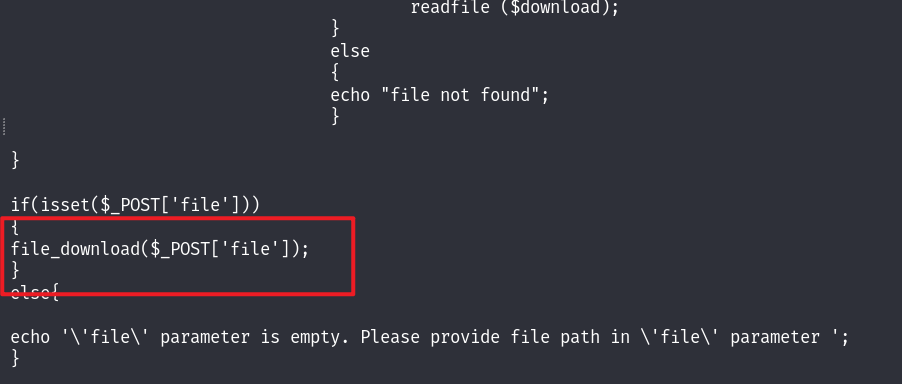 readfile ($download);
}
else
{
echo "file not found";
}
}
if(isset($_POST['file']))
{
file_download($_POST['file']);
}
else{
echo '\'file\' parameter is empty. Please provide file path in \'file\' parameter ';
}